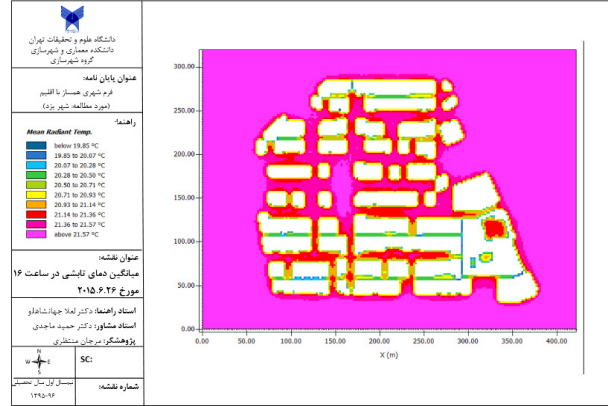 دانشگاه علوم و تحقیقات تهران
دانشکده معماری و شهرسازی
گروه شهرسازی
عنوان پایان نامه:
فرم شهری همساز با اقلیم
(مورد مطالعه: شهر یزد)
راهنما:
Mean Radiant Temp.
below 19.85 °C
19.85 to 20.07 °C
20.07 to 20.28 °C
20.28 to 20.50 °C
20.50 to 20.71 °C
20.71 to 20.93 °C
20.93 to 21.14 °C
21.14 to 21.36 °C
21.36 to 21.57 °C
above 21.57 °C
عنوان نقشه:
میانگین دمای تابشی در ساعت ۱۶
مورخ ۲۰۱۵.۶.۲۶
استاد راهنما: دکتر لعلا جهانشاهلو
استاد مشاور: دکتر حمید ماجدی
پژوهشگر: مرجان منتظری
N
W E
S
SC:
نیمسال اول سال تحصیلی
۱۳۹۵-۹۶
شماره نقشه:
300.00
250.00
200.00
150.00
100.00
50.00
0.00
0.00 50.00 100.00 150.00 200.00 250.00 300.00 350.00 400.00
X (m)